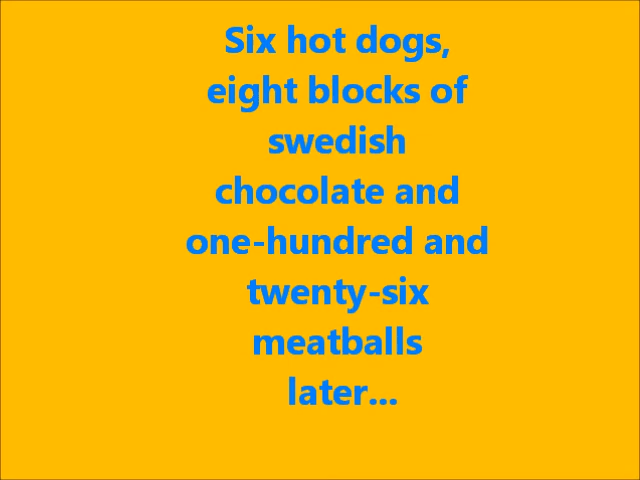 Six hot dogs,
eight blocks of
swedish
chocolate and
one-hundred and
twenty-six
meatballs
later...